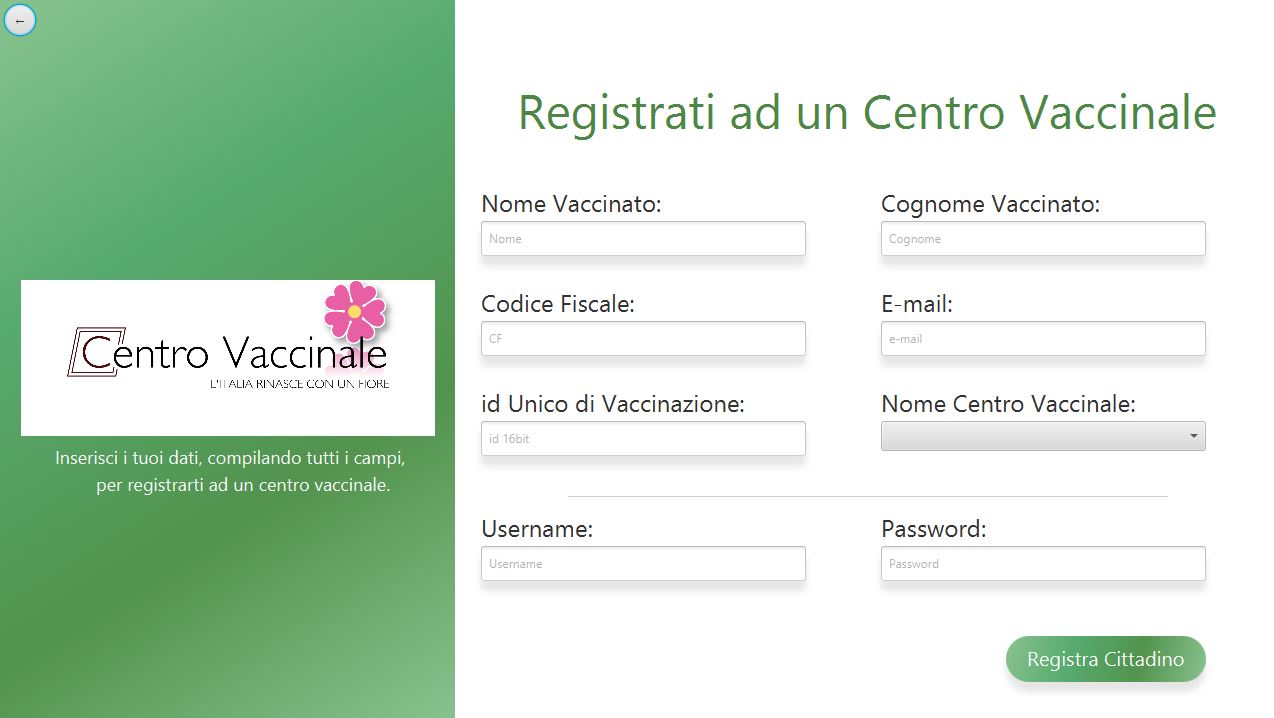 ←
Registrati ad un Centro Vaccinale
Nome Vaccinato:
Nome
Cognome Vaccinato:
Cognome
Codice Fiscale:
CF
E-mail:
e-mail
id Unico di Vaccinazione:
id 16bit
Nome Centro Vaccinale:
Centro Vaccinale
L'ITALIA RINASCE CON UN FIORE
Inserisci i tuoi dati, compilando tutti i campi,
per registrarti ad un centro vaccinale.
Username:
Username
Password:
Password
Registra Cittadino